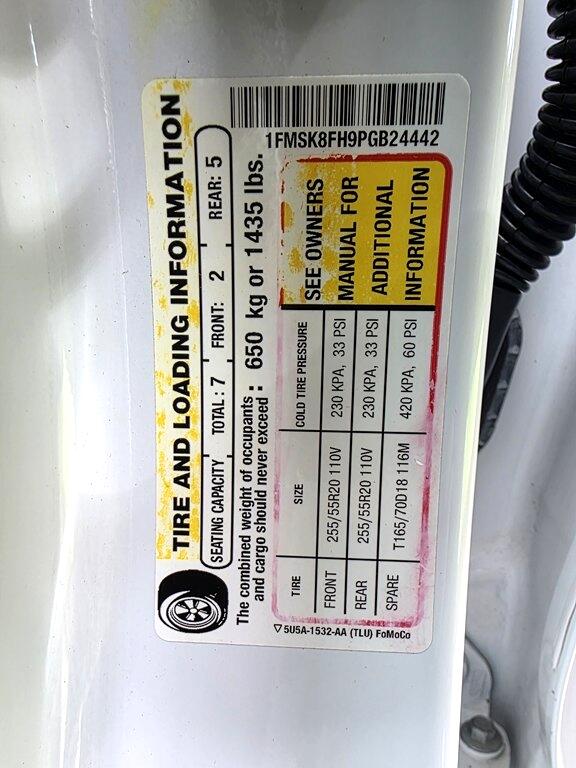 TIRE AND LOADING INFORMATION
SEATING CAPACITY TOTAL: 7 FRONT: 2 REAR: 5
The combined weight of occupants and cargo should never exceed : 650 kg or 1435 lbs.
TIRE SIZE COLD TIRE PRESSURE
FRONT 255/55R20 110V 230 KPA, 33 PSI
REAR 255/55R20 110V 230 KPA, 33 PSI
SPARE T165/70D18 116M 420 KPA, 60 PSI
SEE OWNERS
MANUAL FOR
ADDITIONAL
INFORMATION
5U5A-1532-AA (TLU) FoMoCo
1FMSK8FH9PGB24442